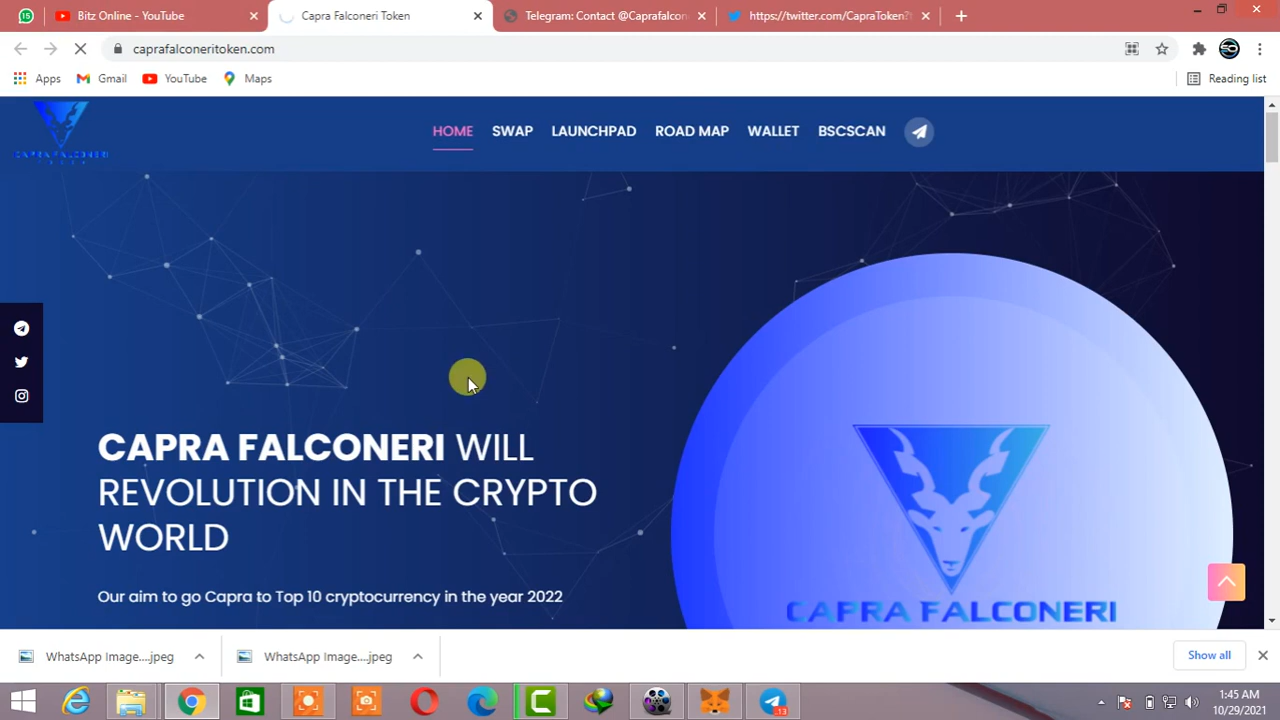 Bitz Online - YouTube
Capra Falconeri Token
Telegram: Contact @Caprafalcon
https://twitter.com/CapraToken?
caprafalconeritoken.com
Apps
Gmail
YouTube
Maps
Reading list
CAPRA FALCONERI
HOME
SWAP
LAUNCHPAD
ROAD MAP
WALLET
BSCSCAN
CAPRA FALCONERI WILL
REVOLUTION IN THE CRYPTO
WORLD
Our aim to go Capra to Top 10 cryptocurrency in the year 2022
CAPRA FALCONERI
WhatsApp Image....jpeg
WhatsApp Image....jpeg
Show all
13
1:45 AM
10/29/2021